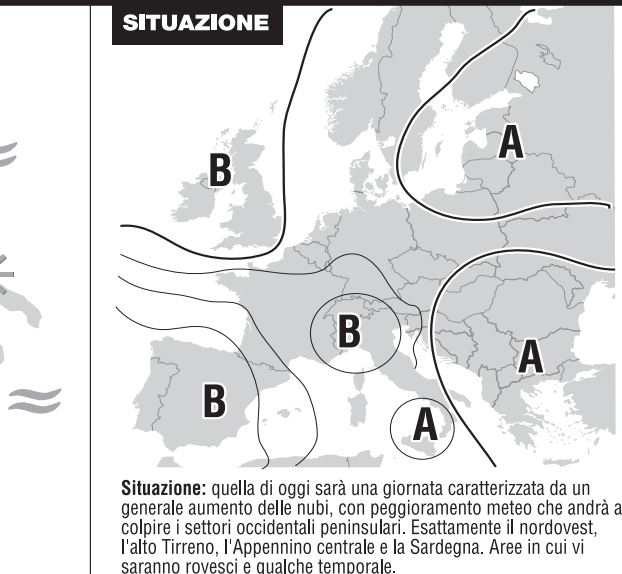 SITUAZIONE
B
A
B
A
B
A
Situazione: quella di oggi sarà una giornata caratterizzata da un
generale aumento delle nubi, con peggioramento meteo che andrà a
colpire i settori occidentali peninsulari. Esattamente il nordovest,
l'alto Tirreno, l'Appennino centrale e la Sardegna. Aree in cui vi
saranno rovesci e qualche temporale.